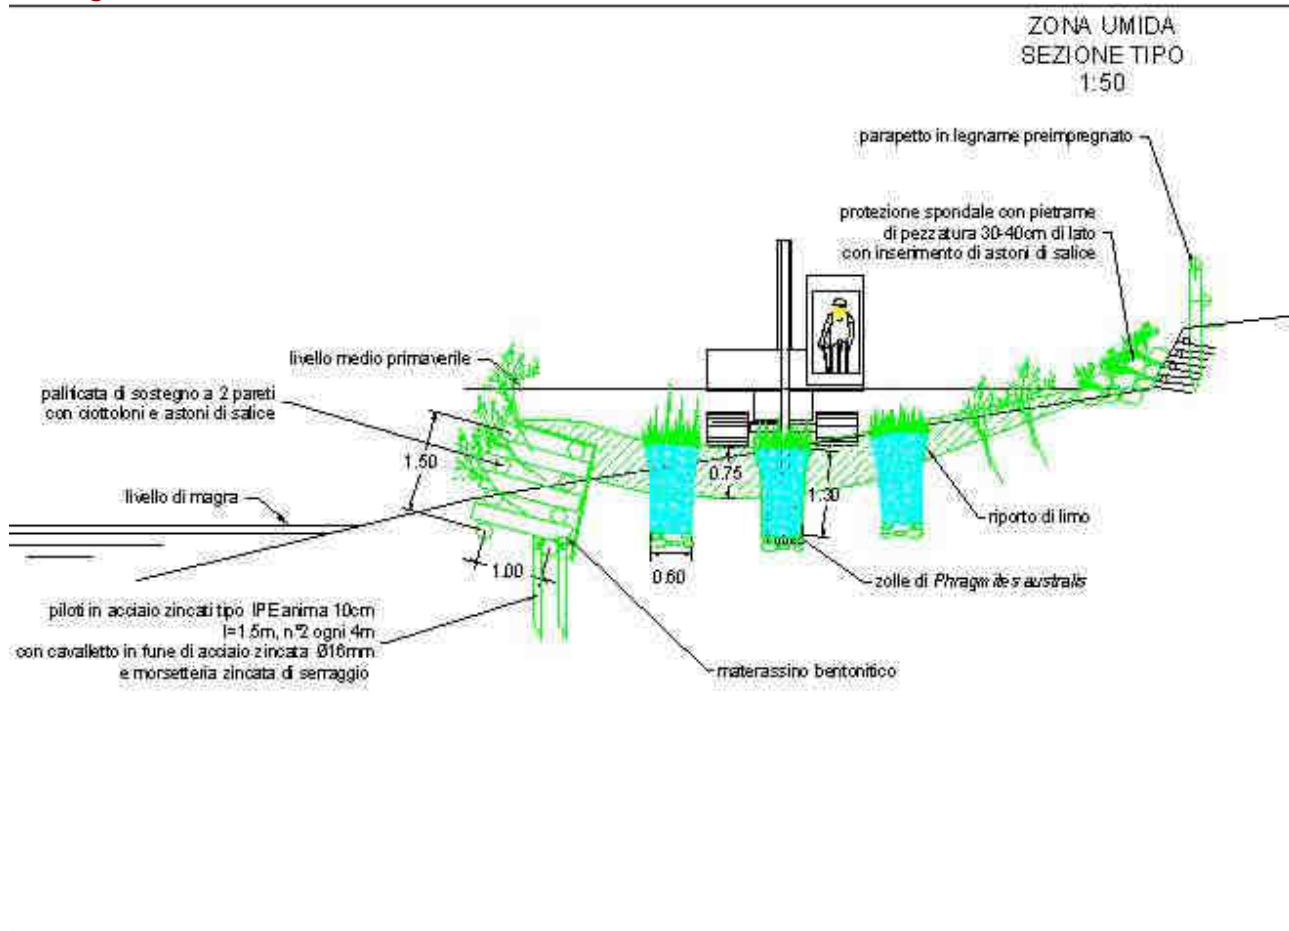 ZONA UMIDA
SEZIONE TIPO
1:50
parapetto in legname preimpregnato
protezione spondale con pietrame
di pezzatura 30-40cm di lato
con inserimento di astoni di salice
livello medio primaverile
palificata di sostegno a 2 pareti
con ciottoloni e astoni di salice
1.50
livello di magra
0.75
1.30
riporto di limo
1.00
0.60
zolle di Phragmites australis
piloti in acciaio zincati tipo IPE anima 10cm
l=1.5m, n°2 ogni 4m
con cavalletto in fune di acciaio zincata Ø16mm
e morsetteria zincata di serraggio
materassino bentonitico